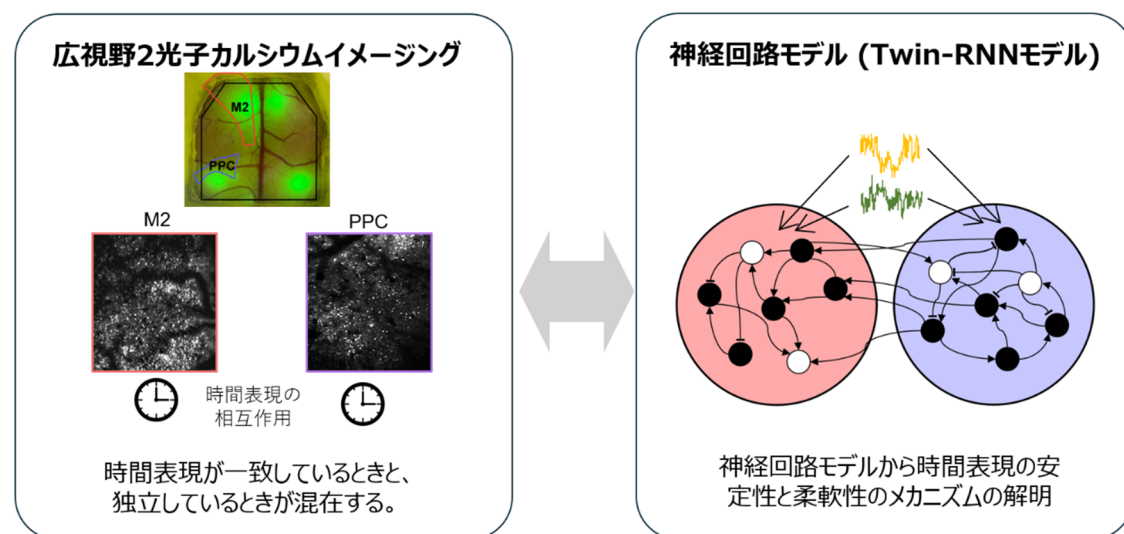 広視野2光子カルシウムイメージング
M2
PPC
M2
PPC
時間表現の
相互作用
時間表現が一致しているときと、
独立しているときが混在する。
神経回路モデル (Twin-RNNモデル)
神経回路モデルから時間表現の安
定性と柔軟性のメカニズムの解明